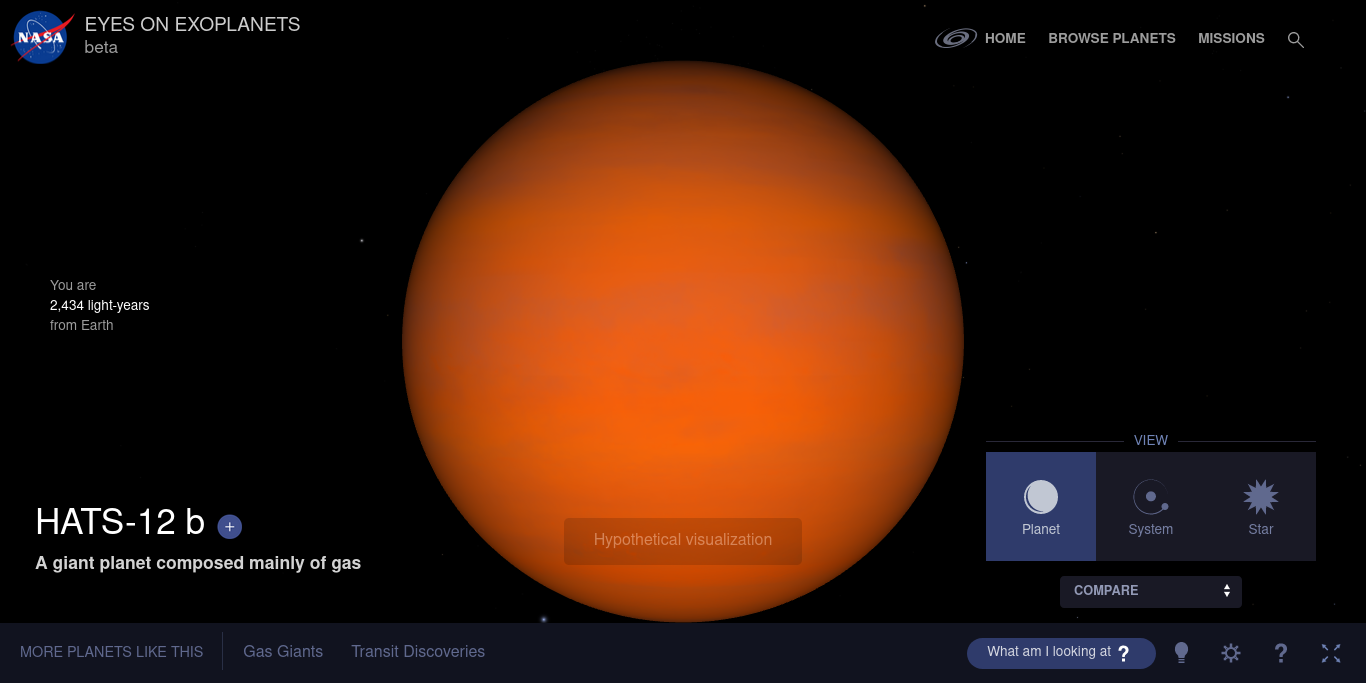 NASA
EYES ON EXOPLANETS
beta
HOME
BROWSE PLANETS
MISSIONS
You are
2,434 light-years
from Earth
HATS-12 b +
A giant planet composed mainly of gas
Hypothetical visualization
VIEW
Planet
System
Star
COMPARE
MORE PLANETS LIKE THIS
Gas Giants
Transit Discoveries
What am I looking at ?
?